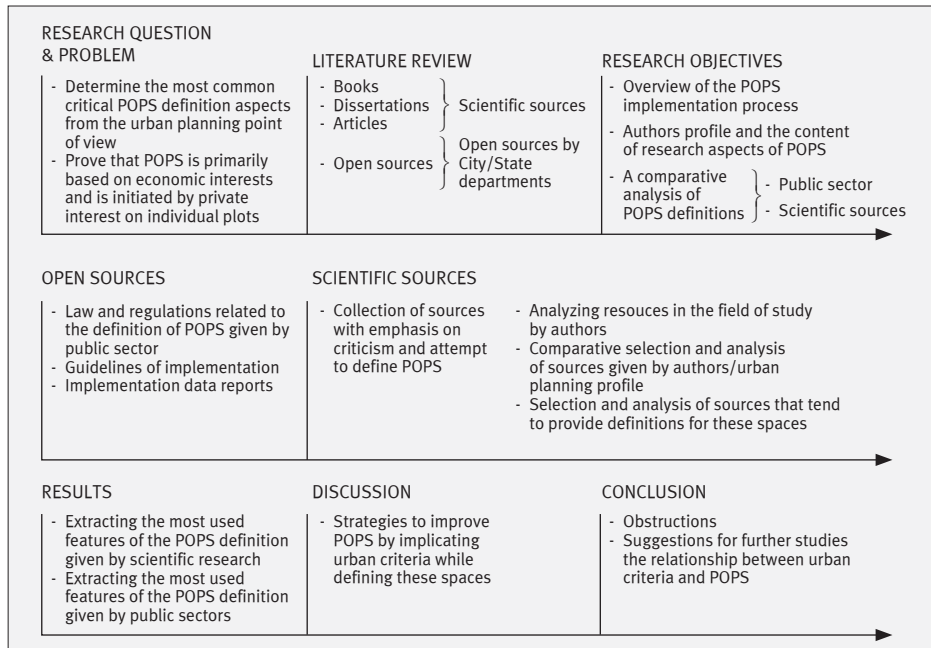 RESEARCH QUESTION
& PROBLEM
- Determine the most common
critical POPS definition aspects
from the urban planning point
of view
- Prove that POPS is primarily
based on economic interests
and is initiated by private
interest on individual plots
LITERATURE REVIEW
- Books
- Dissertations
- Articles
Scientific sources
- Open sources
Open sources by
City/State
departments
RESEARCH OBJECTIVES
- Overview of the POPS
implementation process
- Authors profile and the content
of research aspects of POPS
- A comparative
analysis of
POPS definitions
- Public sector
- Scientific sources
OPEN SOURCES
- Law and regulations related to
the definition of POPS given by
public sector
- Guidelines of implementation
- Implementation data reports
SCIENTIFIC SOURCES
- Collection of sources
with emphasis on
criticism and attempt
to define POPS
- Analyzing resouces in the field of study
by authors
- Comparative selection and analysis
of sources given by authors/urban
planning profile
- Selection and analysis of sources that tend
to provide definitions for these spaces
RESULTS
- Extracting the most used
features of the POPS definition
given by scientific research
- Extracting the most used
features of the POPS definition
given by public sectors
DISCUSSION
- Strategies to improve
POPS by implicating
urban criteria while
defining these spaces
CONCLUSION
- Obstructions
- Suggestions for further studies
the relationship between urban
criteria and POPS